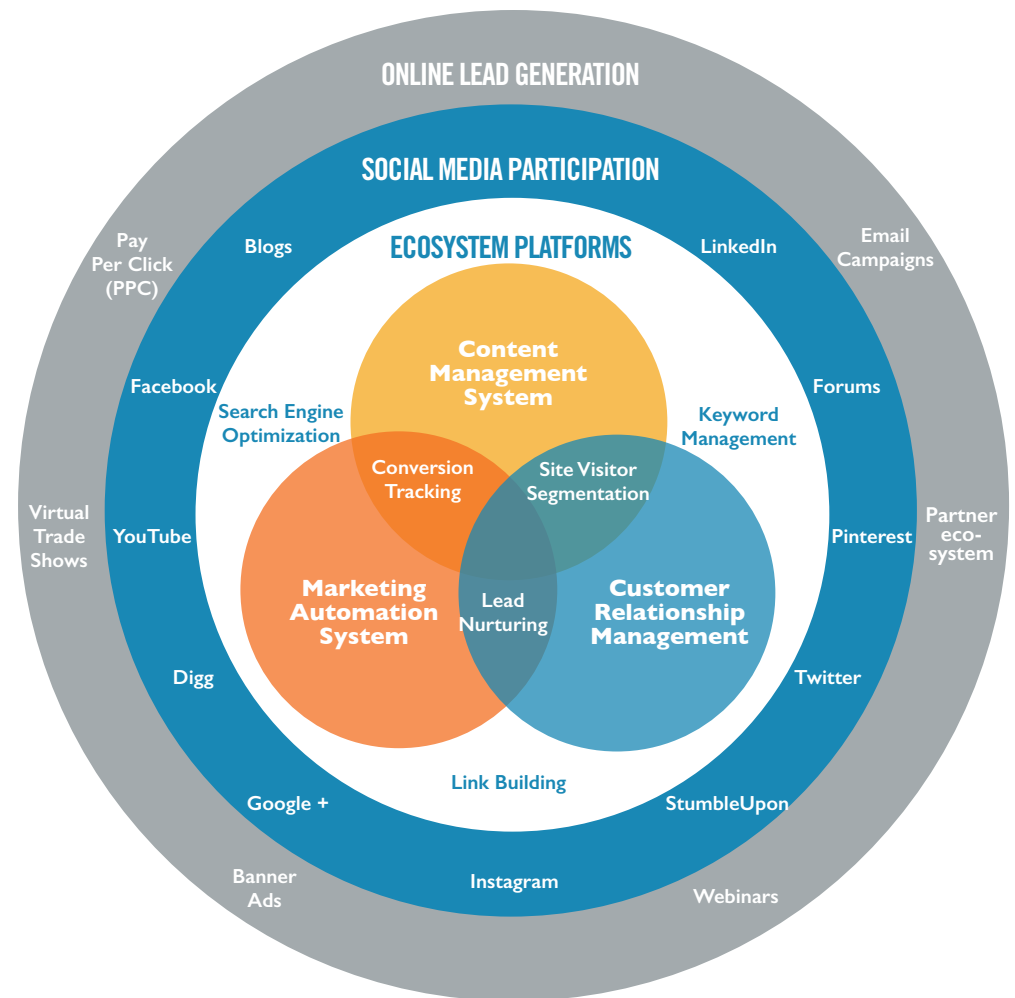 ONLINE LEAD GENERATION
SOCIAL MEDIA PARTICIPATION
Pay
Per Click
(PPC)
Blogs
ECOSYSTEM PLATFORMS
LinkedIn
Email
Campaigns
Content
Management
System
Facebook
Forums
Search Engine
Optimization
Keyword
Management
Conversion
Tracking
Site Visitor
Segmentation
Virtual
Trade
Shows
YouTube
Pinterest
Partner
eco-
system
Marketing
Automation
System
Lead
Nurturing
Customer
Relationship
Management
Digg
Twitter
Link Building
Google +
StumbleUpon
Banner
Ads
Instagram
Webinars